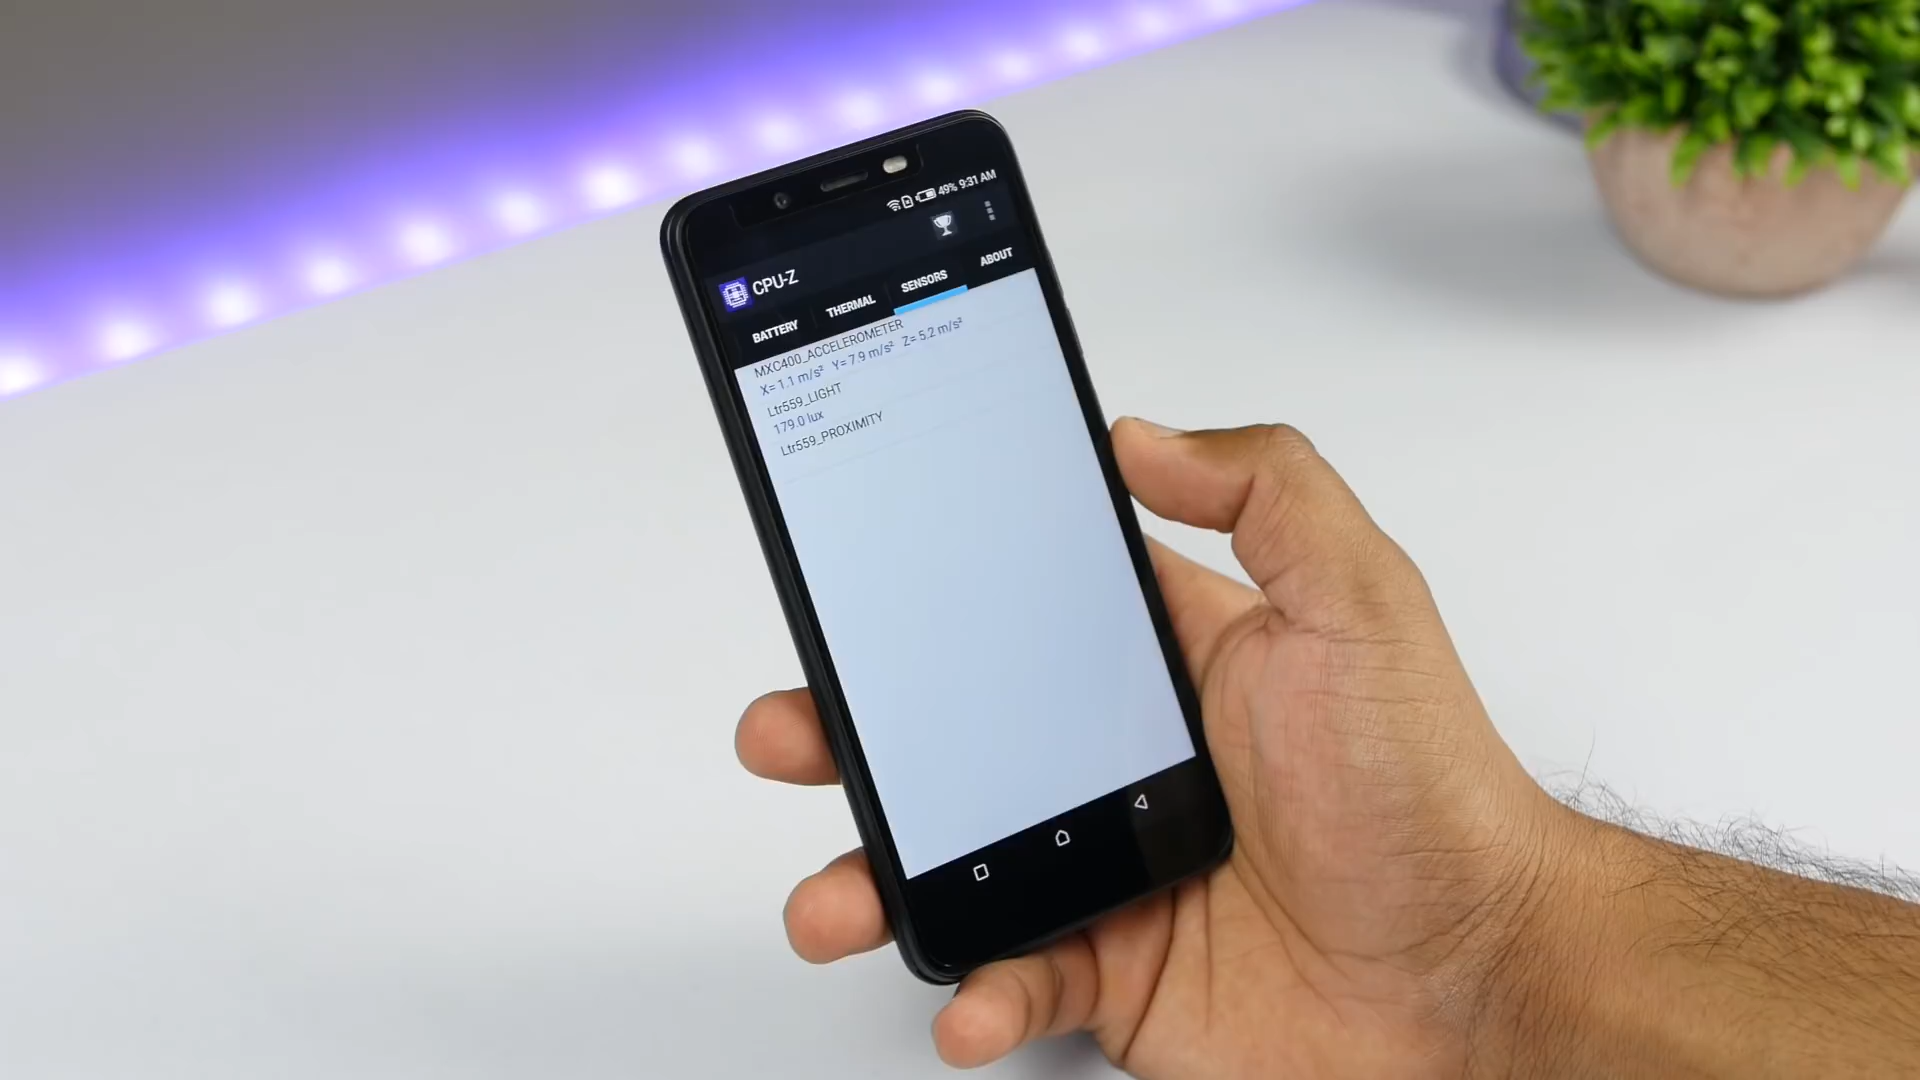 49% 9:31 AM
CPU-Z
BATTERY THERMAL SENSORS ABOUT
MXC400_ACCELEROMETER
X= 1.1 m/s² Y= 7.9 m/s² Z= 5.2 m/s²
Ltr559_LIGHT
179.0 lux
Ltr559_PROXIMITY